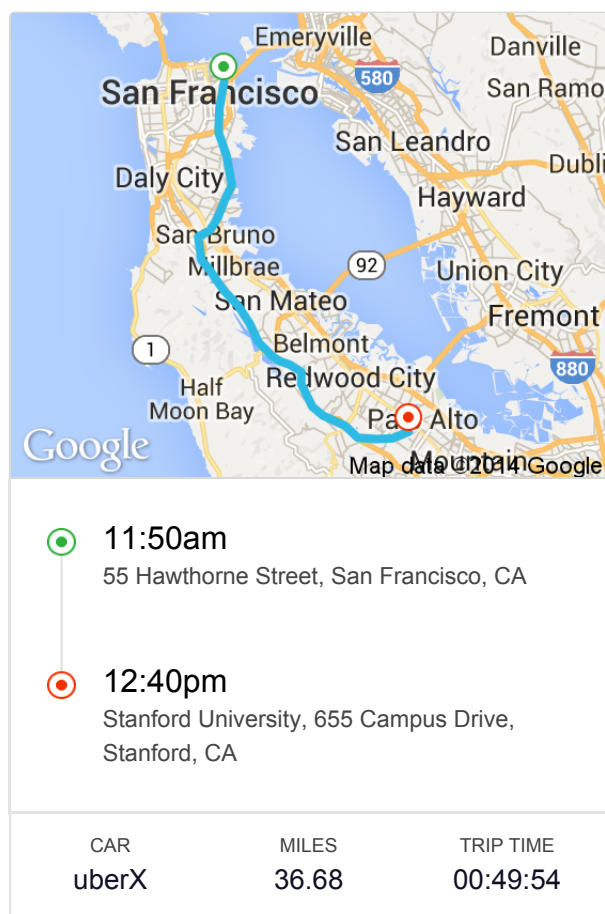 Emeryville
Danville
580
San Francisco
San Ramo
San Leandro
Dubli
Daly City
Hayward
San Bruno
92
Millbrae
Union City
San Mateo
Fremont
1
Belmont
880
Redwood City
Half
Moon Bay
Palo Alto
Google
Map data ©2014 Google
Mountain
11:50am
55 Hawthorne Street, San Francisco, CA
12:40pm
Stanford University, 655 Campus Drive,
Stanford, CA
CAR MILES TRIP TIME
uberX 36.68 00:49:54